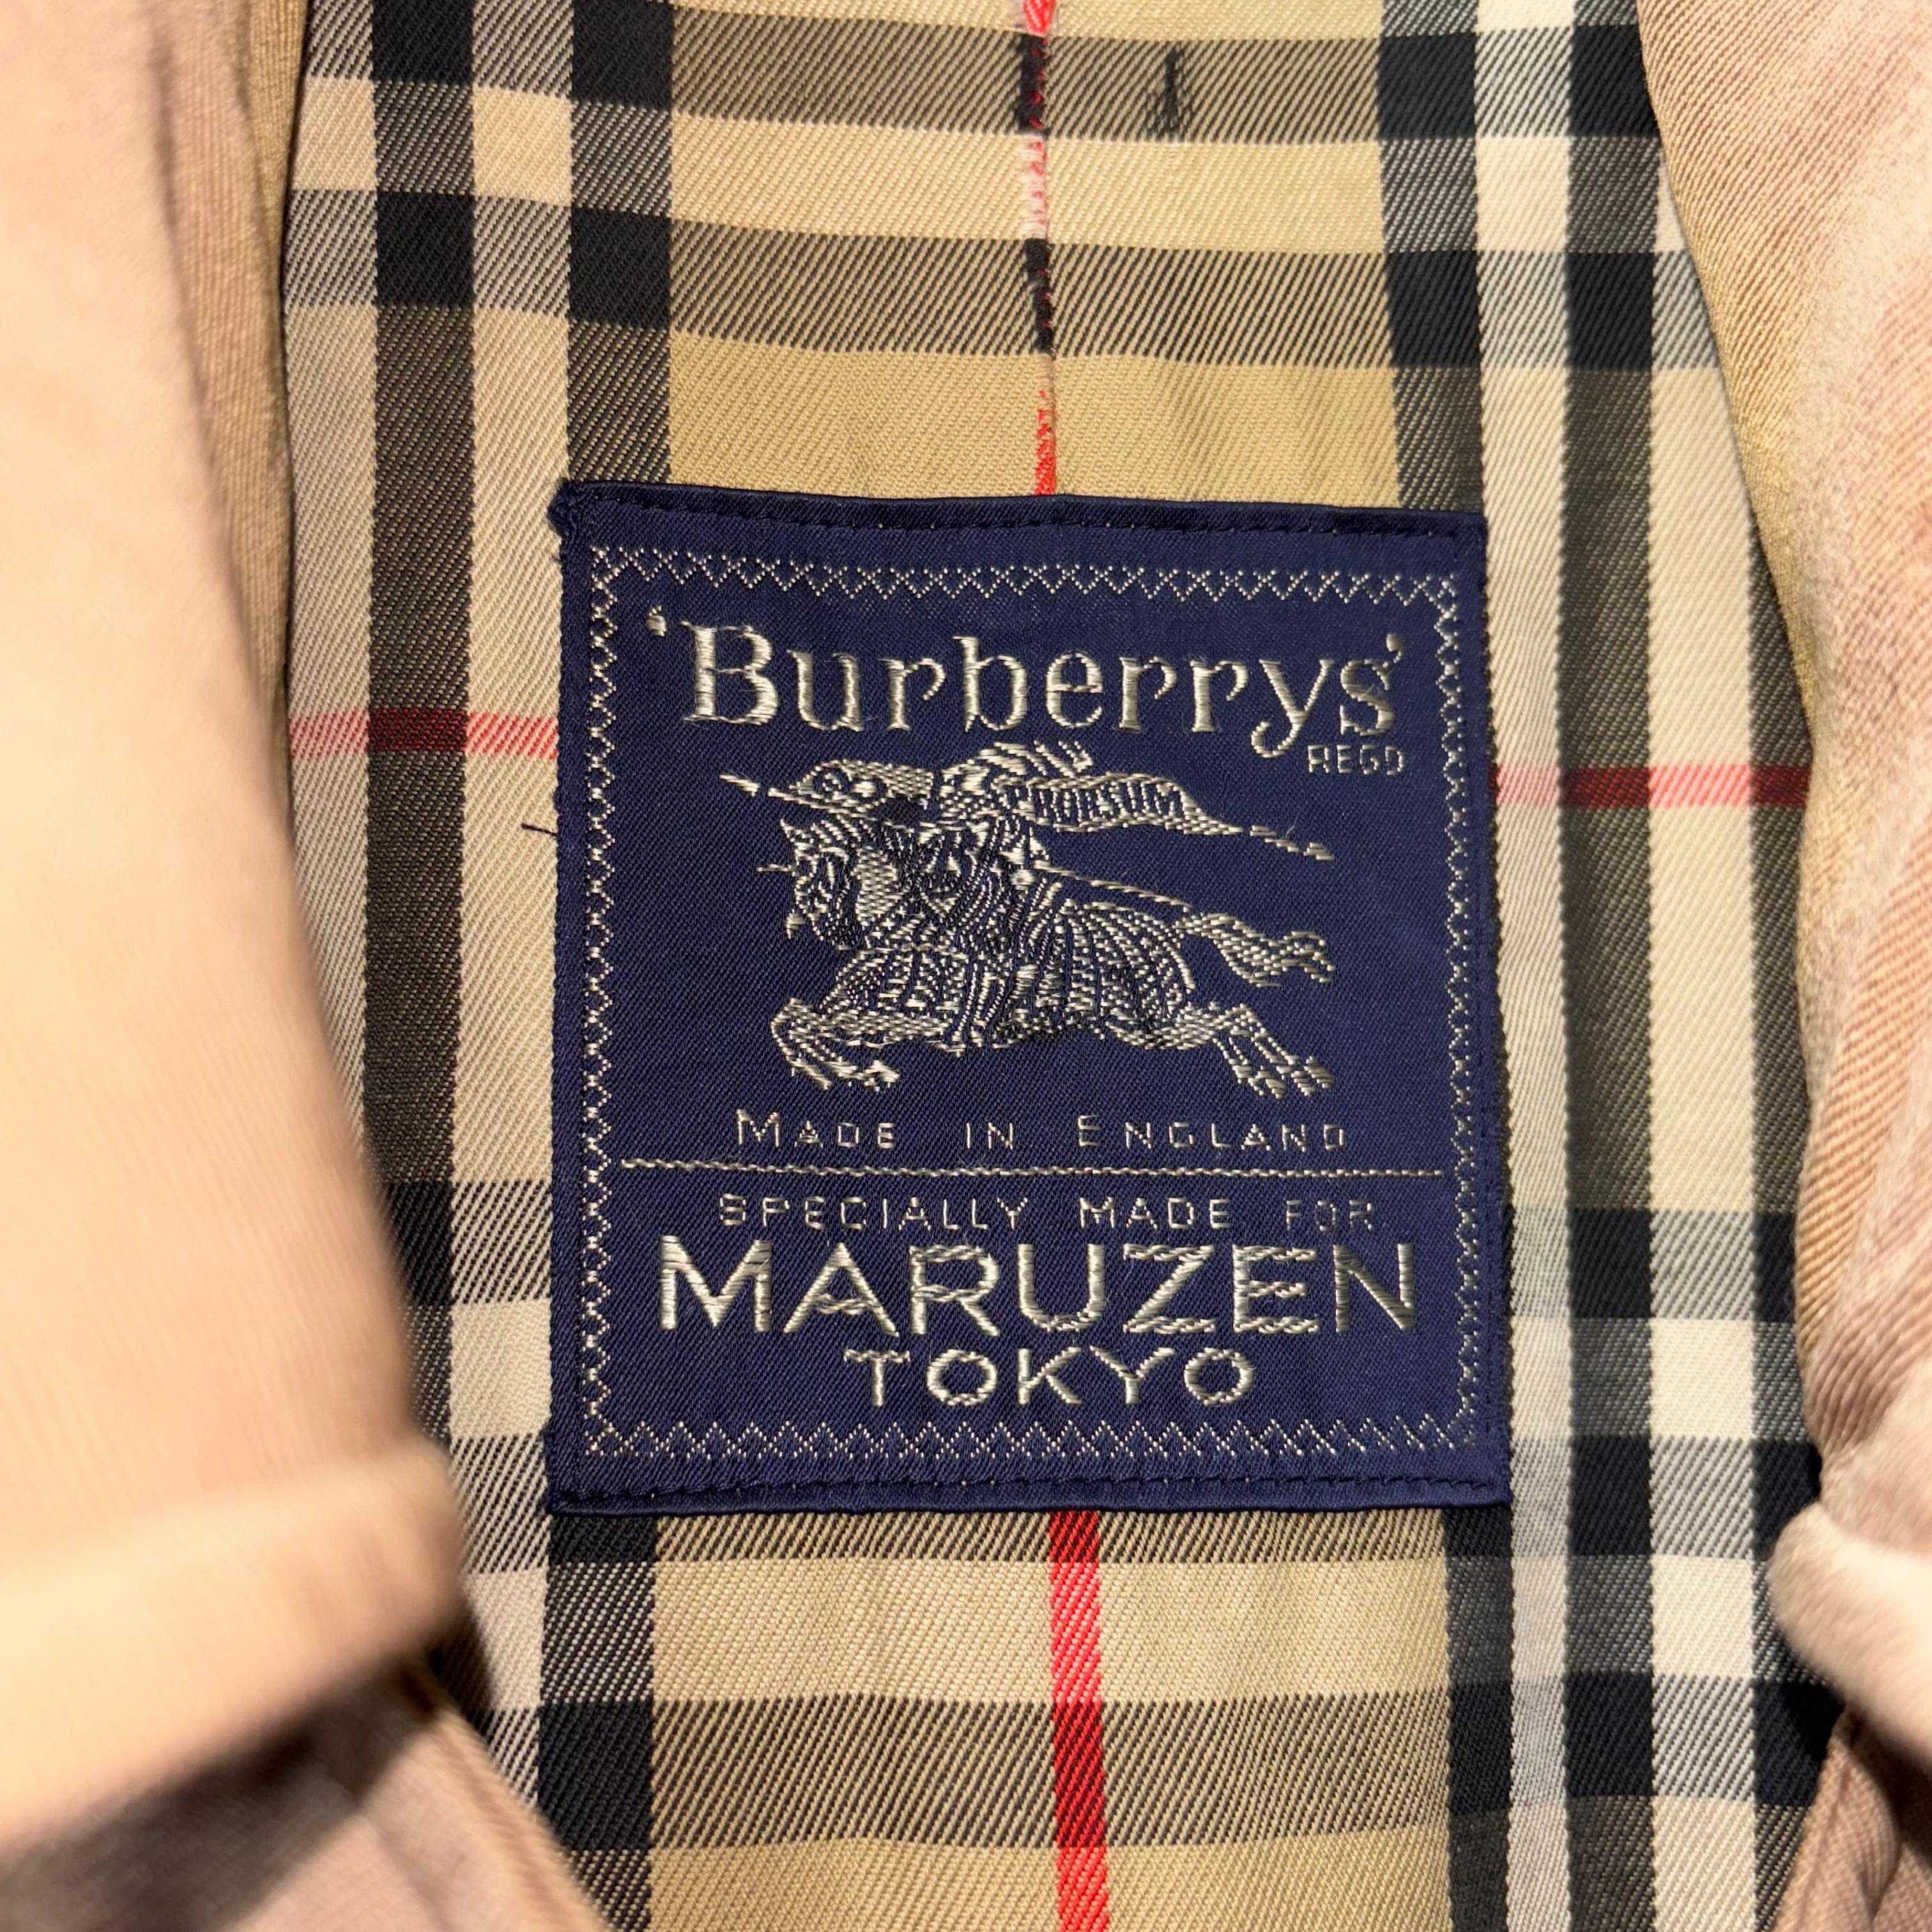 'Burberrys'
REGD
PRORSUM
MADE IN ENGLAND
SPECIALLY MADE FOR
MARUZEN
TOKYO